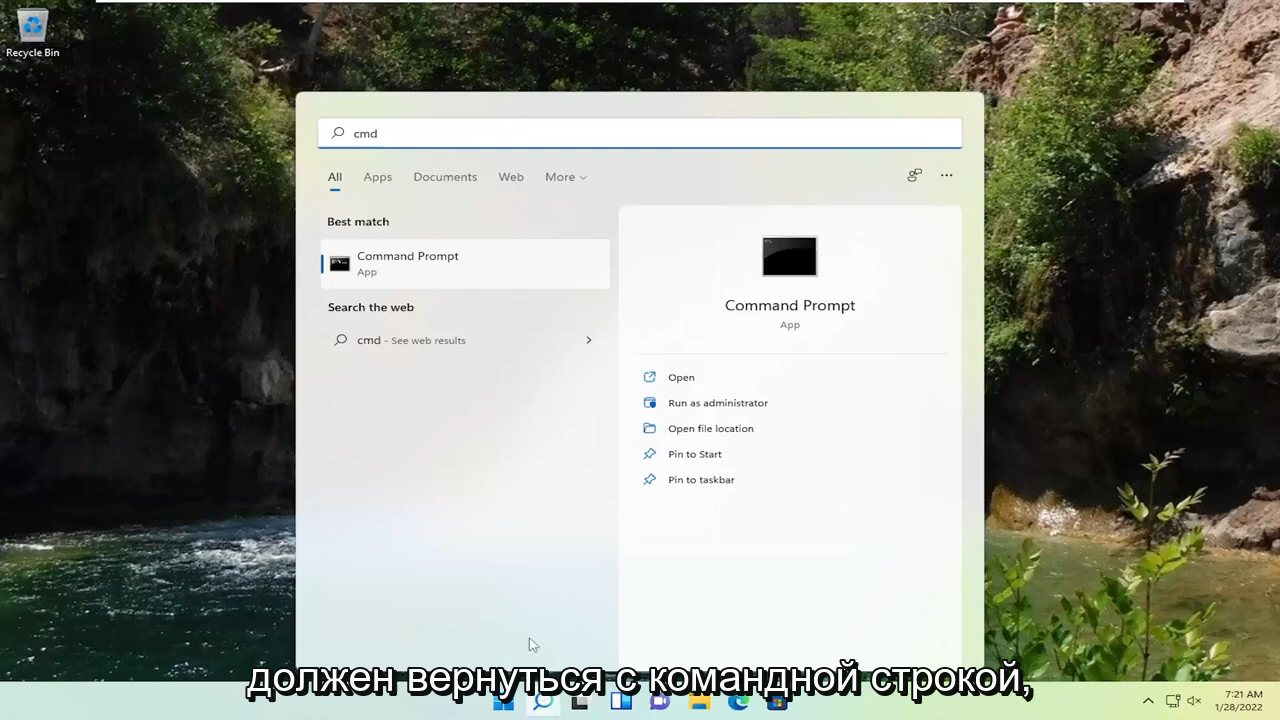 Recycle Bin
cmd
All Apps Documents Web More
Best match
Command Prompt
App
Search the web
cmd - See web results
Command Prompt
App
Open
Run as administrator
Open file location
Pin to Start
Pin to taskbar
должен вернуться с командной строкой,
7:21 AM
1/28/2022